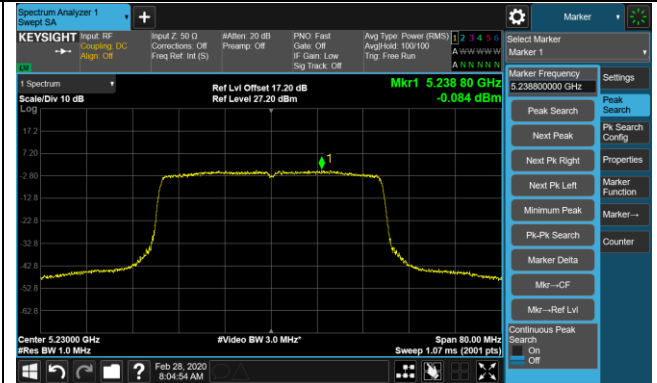 Spectrum Analyzer 1
Swept SA
Marker
KEYSIGHT
Input: RF
Coupling: DC
Align: Off
Input Z: 50 Ω
Corrections: Off
Freq Ref: Int (S)
#Atten: 20 dB
Preamp: Off
PNO: Fast
Gate: Off
IF Gain: Low
Sig Track: Off
Avg Type: Power (RMS)
Avg|Hold: 100/100
Trig: Free Run
1 2 3 4 5 6
A W W W W W
A N N N N N
Select Marker
Marker 1
1 Spectrum
Scale/Div 10 dB
Log
Ref Lvl Offset 17.20 dB
Ref Level 27.20 dBm
Mkr1 5.238 80 GHz
-0.084 dBm
17.2
7.20
-2.80
-12.8
-22.8
-32.8
-42.8
-52.8
-62.8
1
Center 5.23000 GHz
#Res BW 1.0 MHz
#Video BW 3.0 MHz*
Span 80.00 MHz
Sweep 1.07 ms (2001 pts)
Marker Frequency
5.238800000 GHz
Peak Search
Next Peak
Next Pk Right
Next Pk Left
Minimum Peak
Pk-Pk Search
Marker Delta
Mkr→CF
Mkr→Ref Lvl
Continuous Peak
Search
On
Off
Settings
Peak
Search
Pk Search
Config
Properties
Marker
Function
Marker→
Counter
?
Feb 28, 2020
8:04:54 AM